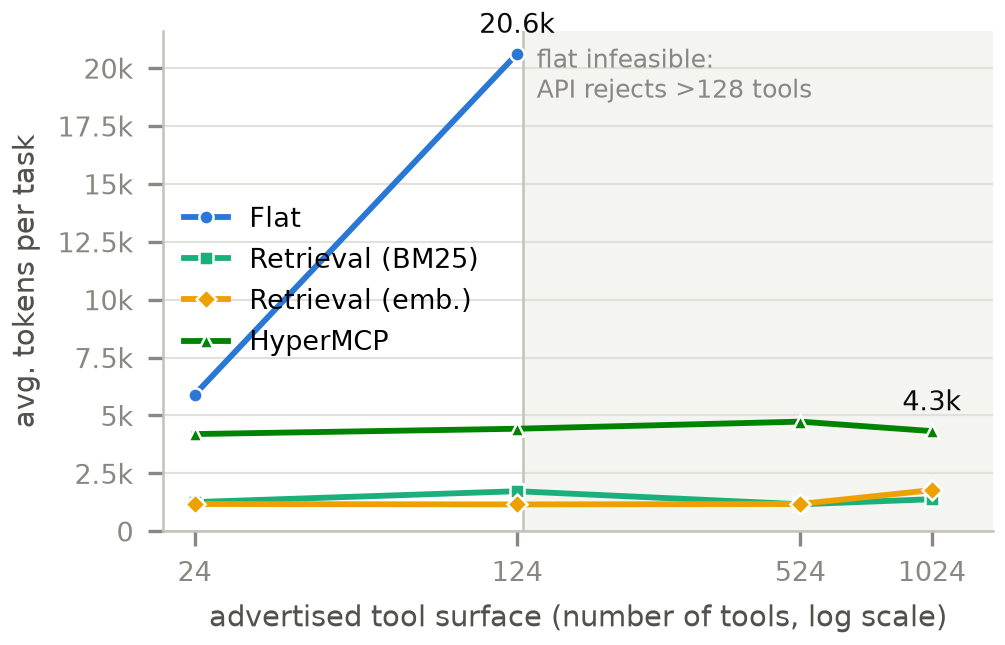 20.6k
flat infeasible:
API rejects >128 tools
20k
17.5k
15k
12.5k
10k
7.5k
5k
2.5k
0
avg. tokens per task
Flat
Retrieval (BM25)
Retrieval (emb.)
HyperMCP
4.3k
24
124
524
1024
advertised tool surface (number of tools, log scale)